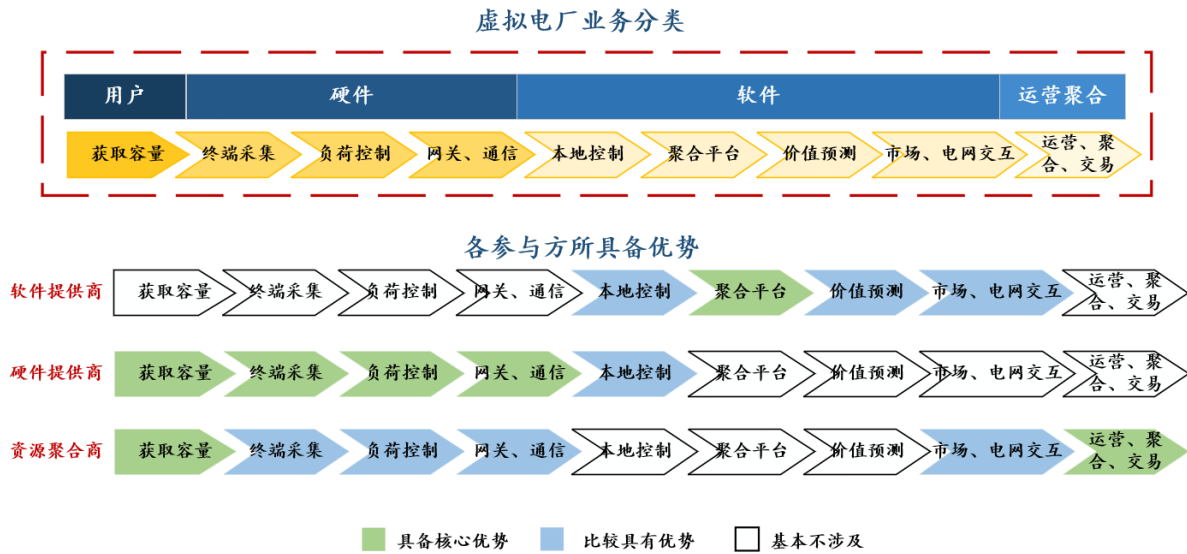 虚拟电厂业务分类
用户 硬件 软件 运营聚合
获取容量 终端采集 负荷控制 网关、通信 本地控制 聚合平台 价值预测 市场、电网交互 运营、聚
合、交易
各参与方所具备优势
软件提供商 获取容量 终端采集 负荷控制 网关、通信 本地控制 聚合平台 价值预测 市场、电网交互 运营、聚
合、交易
硬件提供商 获取容量 终端采集 负荷控制 网关、通信 本地控制 聚合平台 价值预测 市场、电网交互 运营、聚
合、交易
资源聚合商 获取容量 终端采集 负荷控制 网关、通信 本地控制 聚合平台 价值预测 市场、电网交互 运营、聚
合、交易
具备核心优势 比较具有优势 基本不涉及